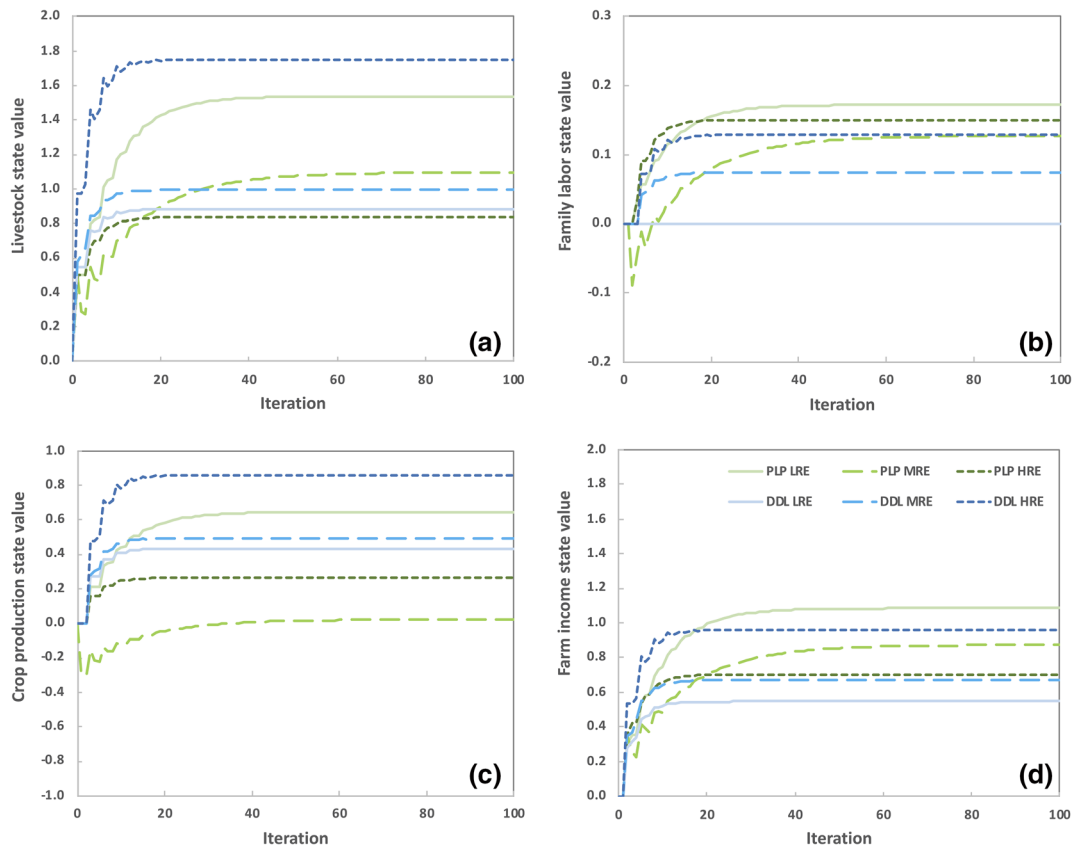 2.0
1.8
1.6
1.4
1.2
1.0
0.8
0.6
0.4
0.2
0.0
Livestock state value
0 20 40 60 80 100
Iteration
(a)
0.3
0.2
0.1
0.0
-0.1
-0.2
Family labor state value
0 20 40 60 80 100
Iteration
(b)
1.0
0.8
0.6
0.4
0.2
0.0
-0.2
-0.4
-0.6
-0.8
-1.0
Crop production state value
0 20 40 60 80 100
Iteration
(c)
2.0
1.8
1.6
1.4
1.2
1.0
0.8
0.6
0.4
0.2
0.0
Farm income state value
PLP LRE PLP MRE PLP HRE
DDL LRE DDL MRE DDL HRE
0 20 40 60 80 100
Iteration
(d)